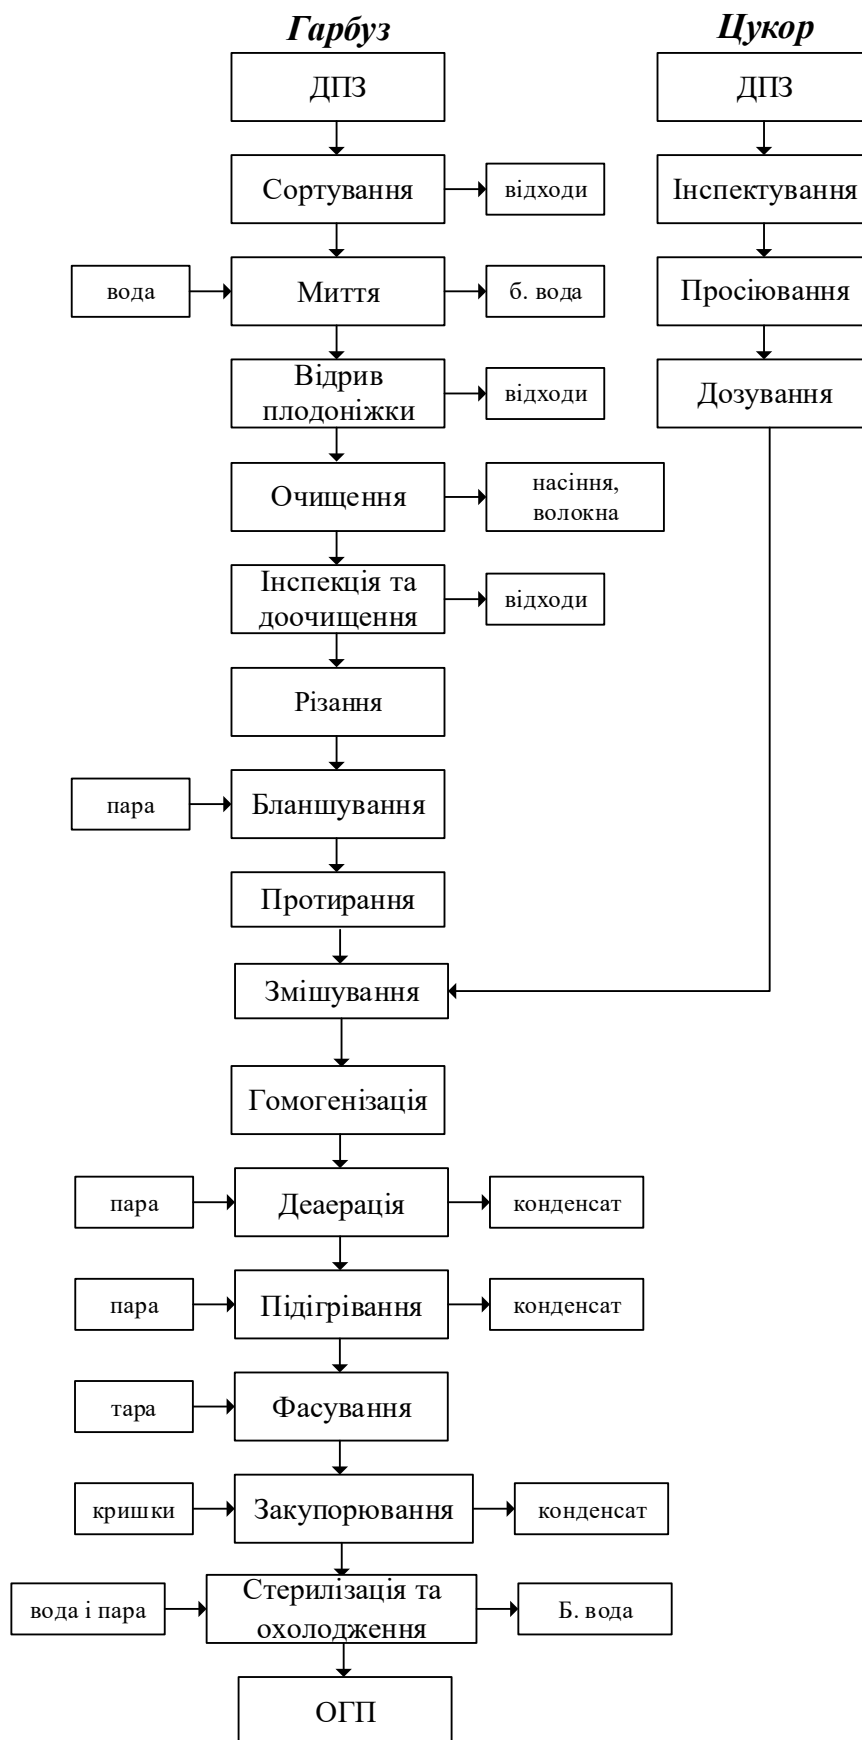 Гарбуз
Цукор
ДПЗ
ДПЗ
Сортування
відходи
Інспектування
вода
Миття
б. вода
Просіювання
Відрив
плодоніжки
відходи
Дозування
Очищення
насіння,
волокна
Інспекція та
доочищення
відходи
Різання
пара
Бланшування
Протирання
Змішування
Гомогенізація
пара
Деаерація
конденсат
пара
Підігрівання
конденсат
тара
Фасування
кришки
Закупорювання
конденсат
вода і пара
Стерилізація та
охолодження
Б. вода
ОГП